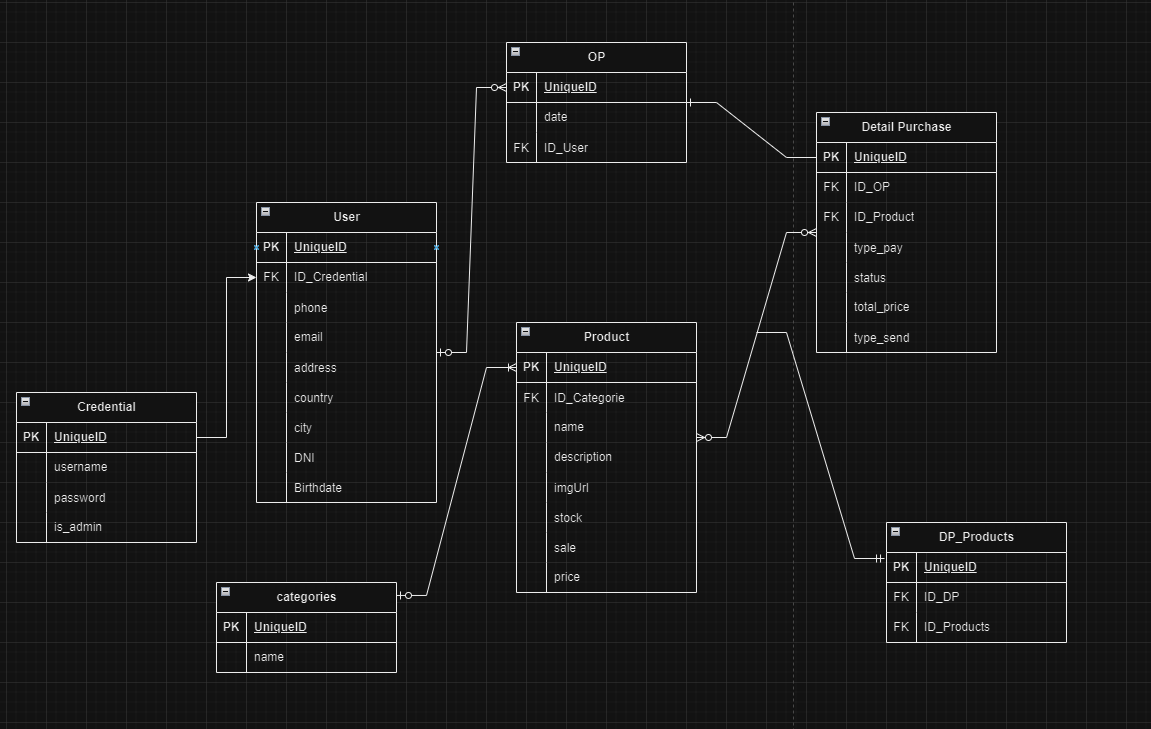 OP
PK UniqueID
date
FK ID_User
Detail Purchase
PK UniqueID
FK ID_OP
FK ID_Product
type_pay
status
total_price
type_send
User
PK UniqueID
FK ID_Credential
phone
email
address
country
city
DNI
Birthdate
Product
PK UniqueID
FK ID_Categorie
name
description
imgUrl
stock
sale
price
Credential
PK UniqueID
username
password
is_admin
DP_Products
PK UniqueID
FK ID_DP
FK ID_Products
categories
PK UniqueID
name